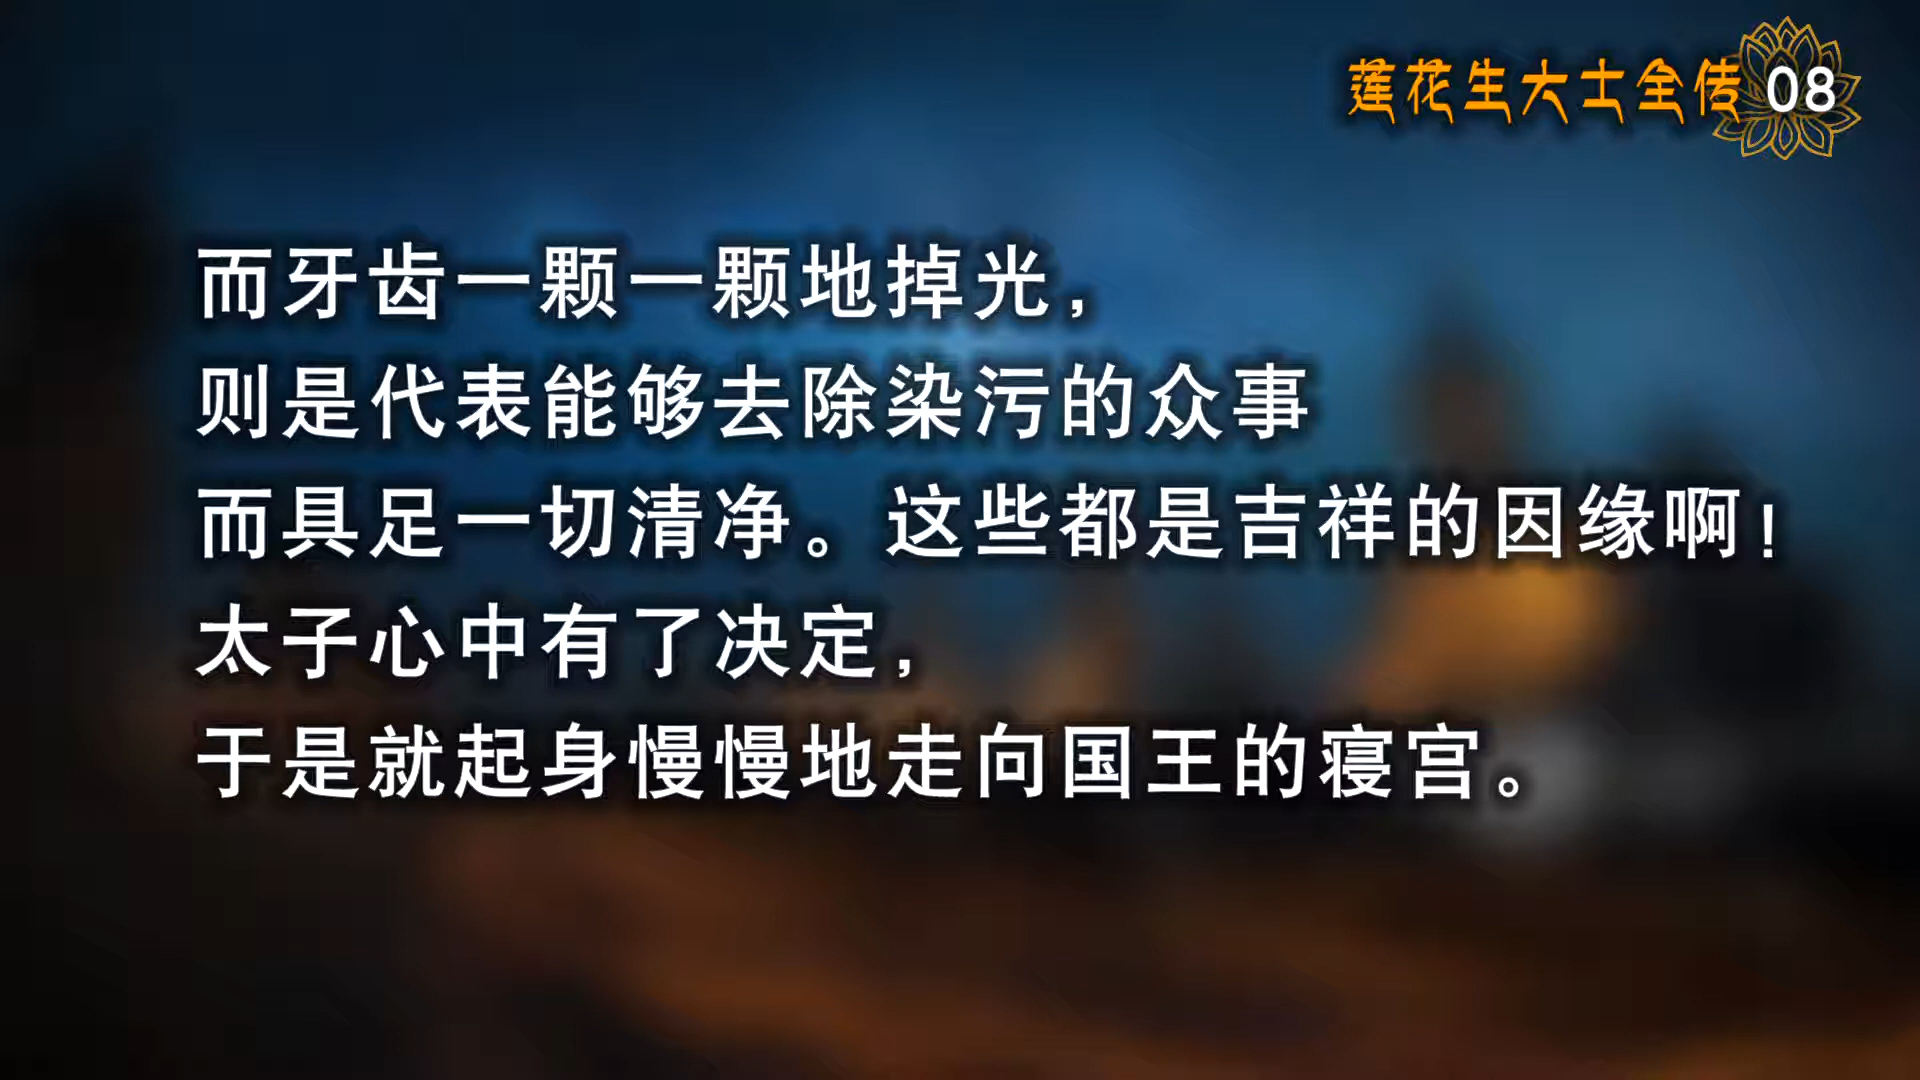 莲花生大士全传 08
而牙齿一颗一颗地掉光，
则是代表能够去除染污的众事
而具足一切清净。这些都是吉祥的因缘啊！
太子心中有了决定，
于是就起身慢慢地走向国王的寝宫。